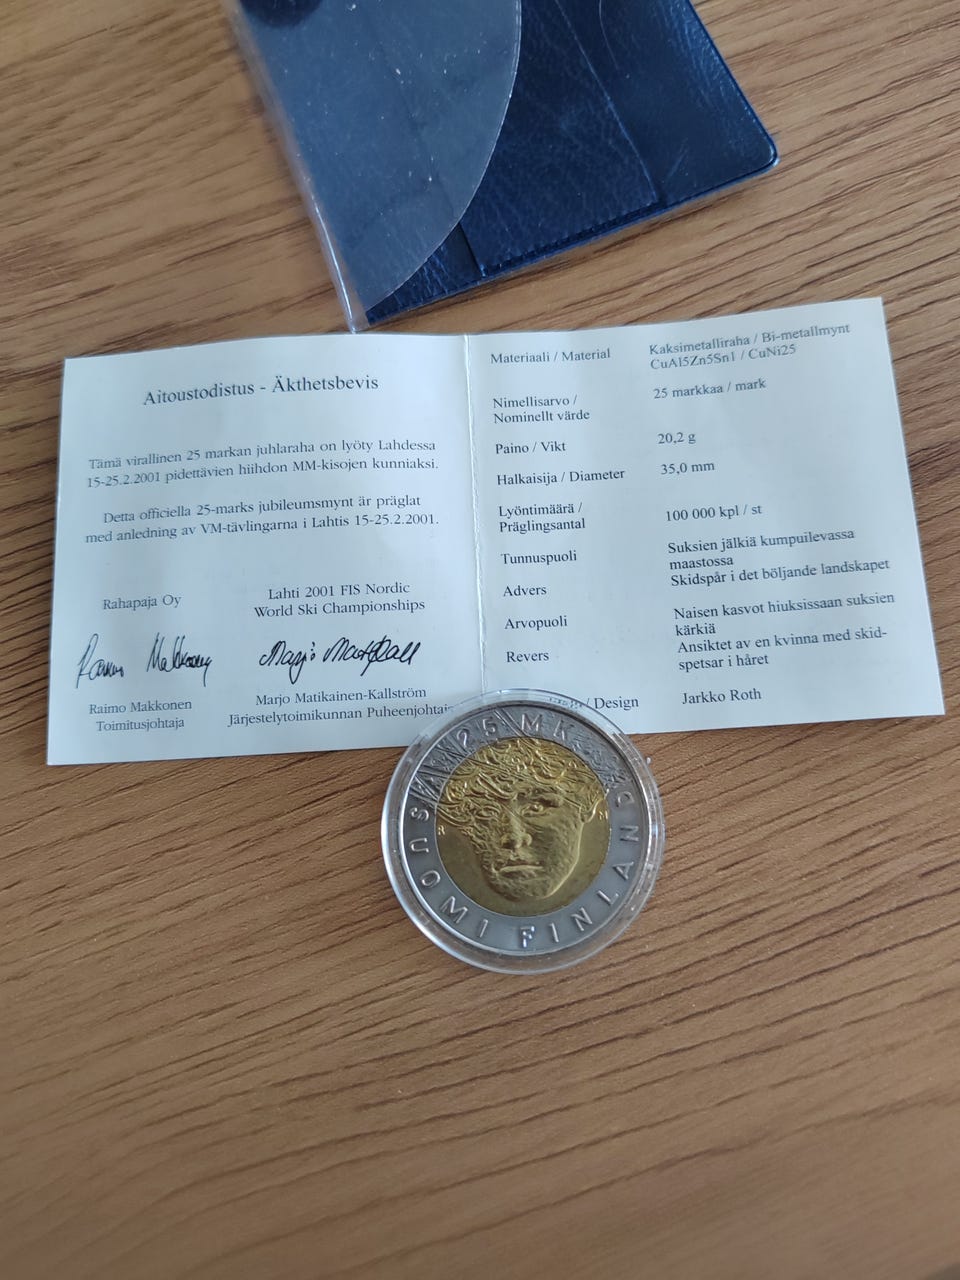 Aitoustodistus - Äkthetsbevis
Tämä virallinen 25 markan juhlaraha on lyöty Lahdessa
15-25.2.2001 pidettävien hiihdon MM-kisojen kunniaksi.
Detta officiella 25-marks jubileumsmynt är präglat
med anledning av VM-tävlingarna i Lahtis 15-25.2.2001.
Rahapaja Oy
Raimo Makkonen
Raimo Makkonen
Toimitusjohtaja
Lahti 2001 FIS Nordic
World Ski Championships
Marjo Matikainen-Kallström
Järjestelytoimikunnan Puheenjohtaja
Materiaali / Material
Kaksimetalliraha / Bi-metallmynt
CuAl5Zn5Sn1 / CuNi25
Nimellisarvo /
Nominellt värde
25 markkaa / mark
Paino / Vikt
20,2 g
Halkaisija / Diameter
35,0 mm
Lyöntimäärä /
Präglingsantal
100 000 kpl / st
Tunnuspuoli
Suksien jälkiä kumpuilevassa
maastossa
Advers
Skidspår i det böljande landskapet
Arvopuoli
Naisen kasvot hiuksissaan suksien
kärkiä
Revers
Ansiktet av en kvinna med skid-
spetsar i håret
/ Design
Jarkko Roth
25 MK
R M
SUOMI FINLAND